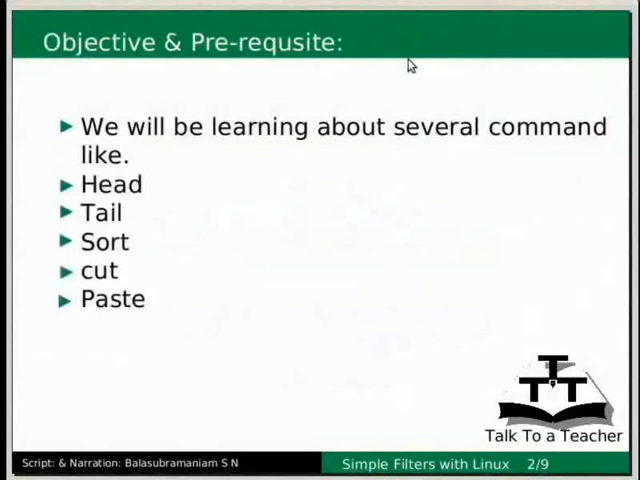 Objective & Pre-requsite:
We will be learning about several command
like.
Head
Tail
Sort
cut
Paste
TTT
Talk To a Teacher
Script: & Narration: Balasubramaniam S N
Simple Filters with Linux 2/9